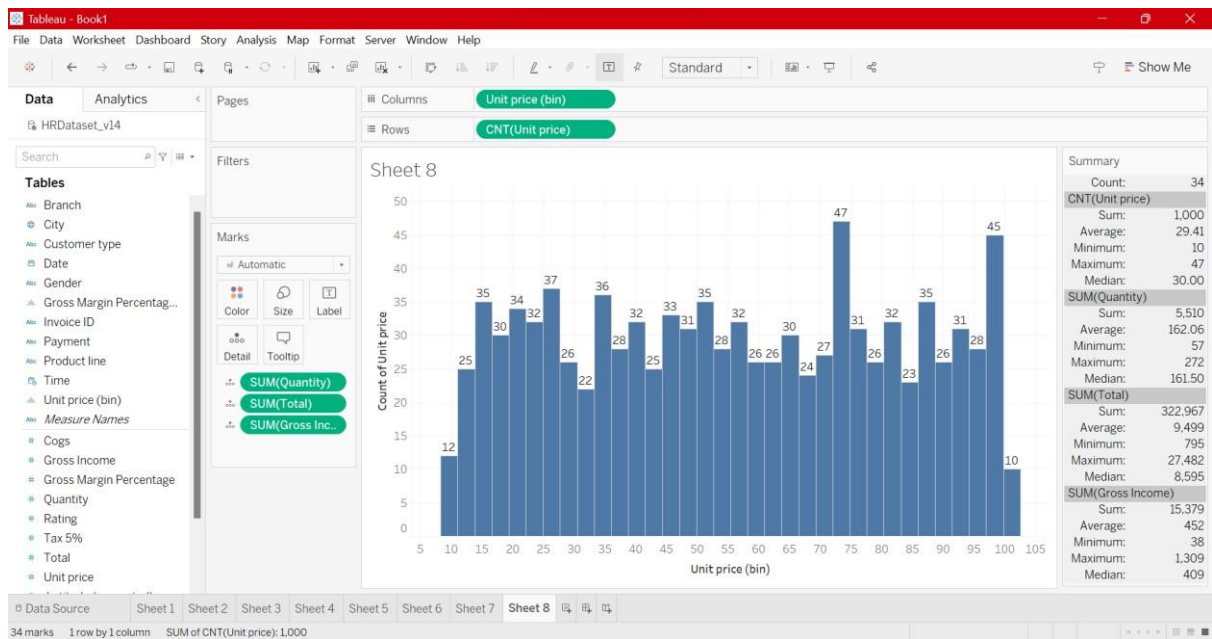 Tableau - Book1
File Data Worksheet Dashboard Story Analysis Map Format Server Window Help
Standard
Show Me
Data Analytics
HRDataset_v14
Search
Tables
Abc Branch
City
Abc Customer type
Date
Abc Gender
Gross Margin Percentag...
Abc Invoice ID
Abc Payment
Abc Product line
Time
Unit price (bin)
Abc Measure Names
# Cogs
# Gross Income
# Gross Margin Percentage
# Quantity
# Rating
# Tax 5%
# Total
# Unit price
Pages
Filters
Marks
Automatic
Color Size Label
Detail Tooltip
SUM(Quantity)
SUM(Total)
SUM(Gross Inc..
Columns Unit price (bin)
Rows CNT(Unit price)
Sheet 8
Count of Unit price
50
45
40
35
30
25
20
15
10
5
0
12 25 35 30 34 32 37 26 22 36 28 32 25 33 31 35 28 32 26 26 30 24 27 47 31 26 32 23 35 26 31 28 45 10
5 10 15 20 25 30 35 40 45 50 55 60 65 70 75 80 85 90 95 100 105
Unit price (bin)
Summary
Count: 34
CNT(Unit price)
Sum: 1,000
Average: 29.41
Minimum: 10
Maximum: 47
Median: 30.00
SUM(Quantity)
Sum: 5,510
Average: 162.06
Minimum: 57
Maximum: 272
Median: 161.50
SUM(Total)
Sum: 322,967
Average: 9,499
Minimum: 795
Maximum: 27,482
Median: 8,595
SUM(Gross Income)
Sum: 15,379
Average: 452
Minimum: 38
Maximum: 1,309
Median: 409
Data Source Sheet 1 Sheet 2 Sheet 3 Sheet 4 Sheet 5 Sheet 6 Sheet 7 Sheet 8
34 marks 1 row by 1 column SUM of CNT(Unit price): 1,000